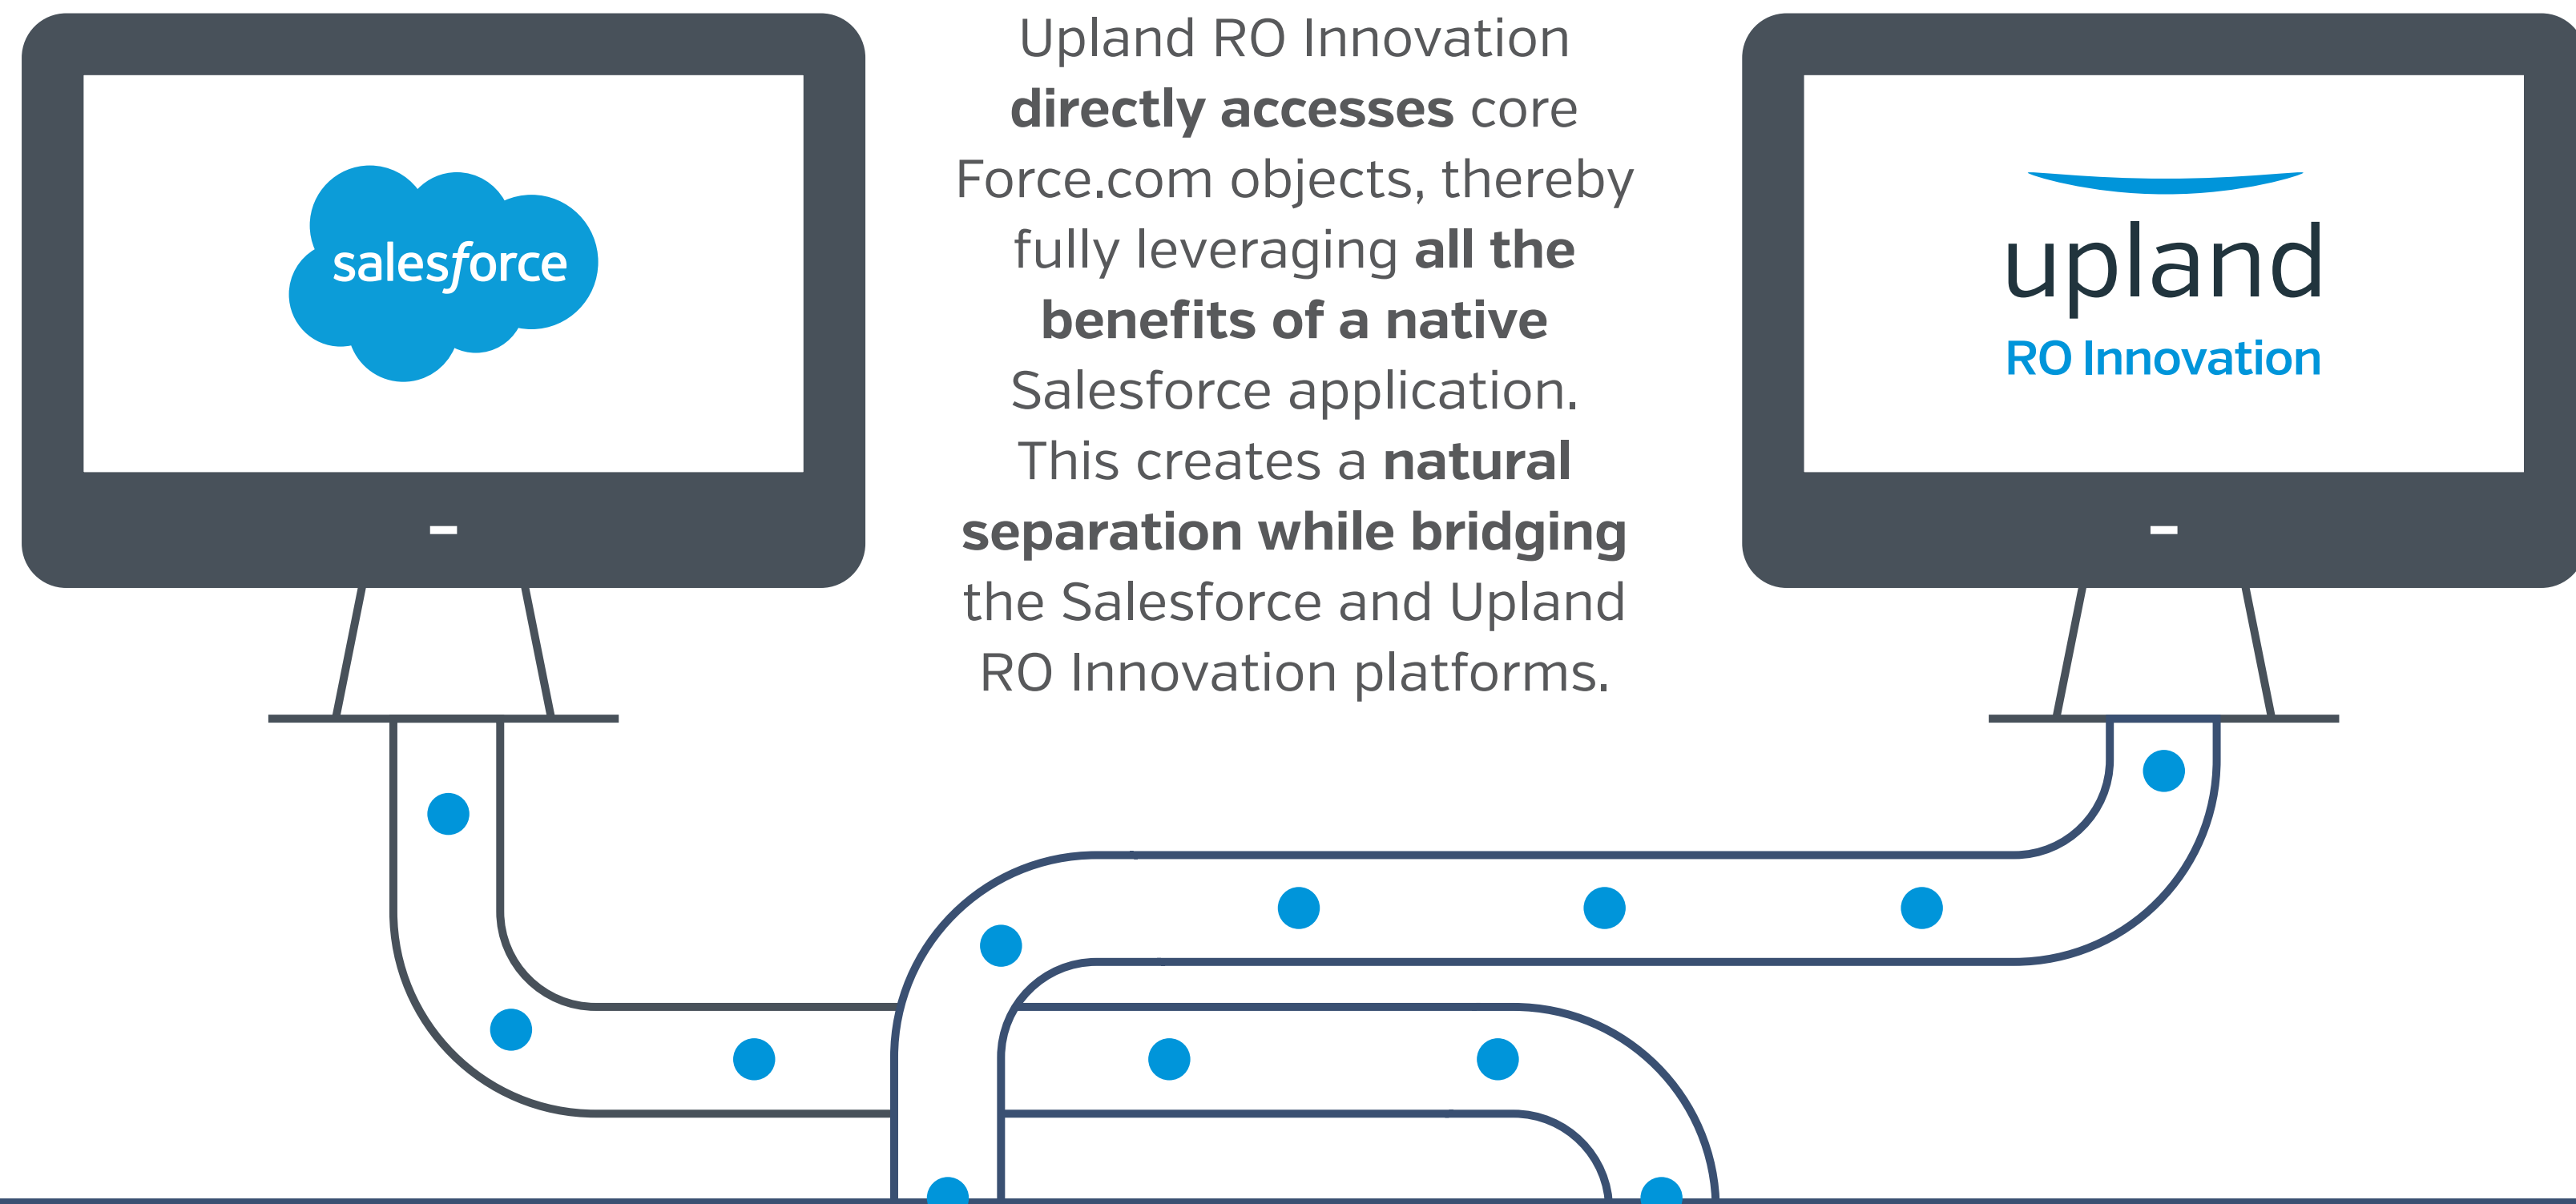 salesforce
Upland RO Innovation
directly accesses core
Force.com objects, thereby
fully leveraging all the
benefits of a native
Salesforce application.
This creates a natural
separation while bridging
the Salesforce and Upland
RO Innovation platforms.
upland
RO Innovation